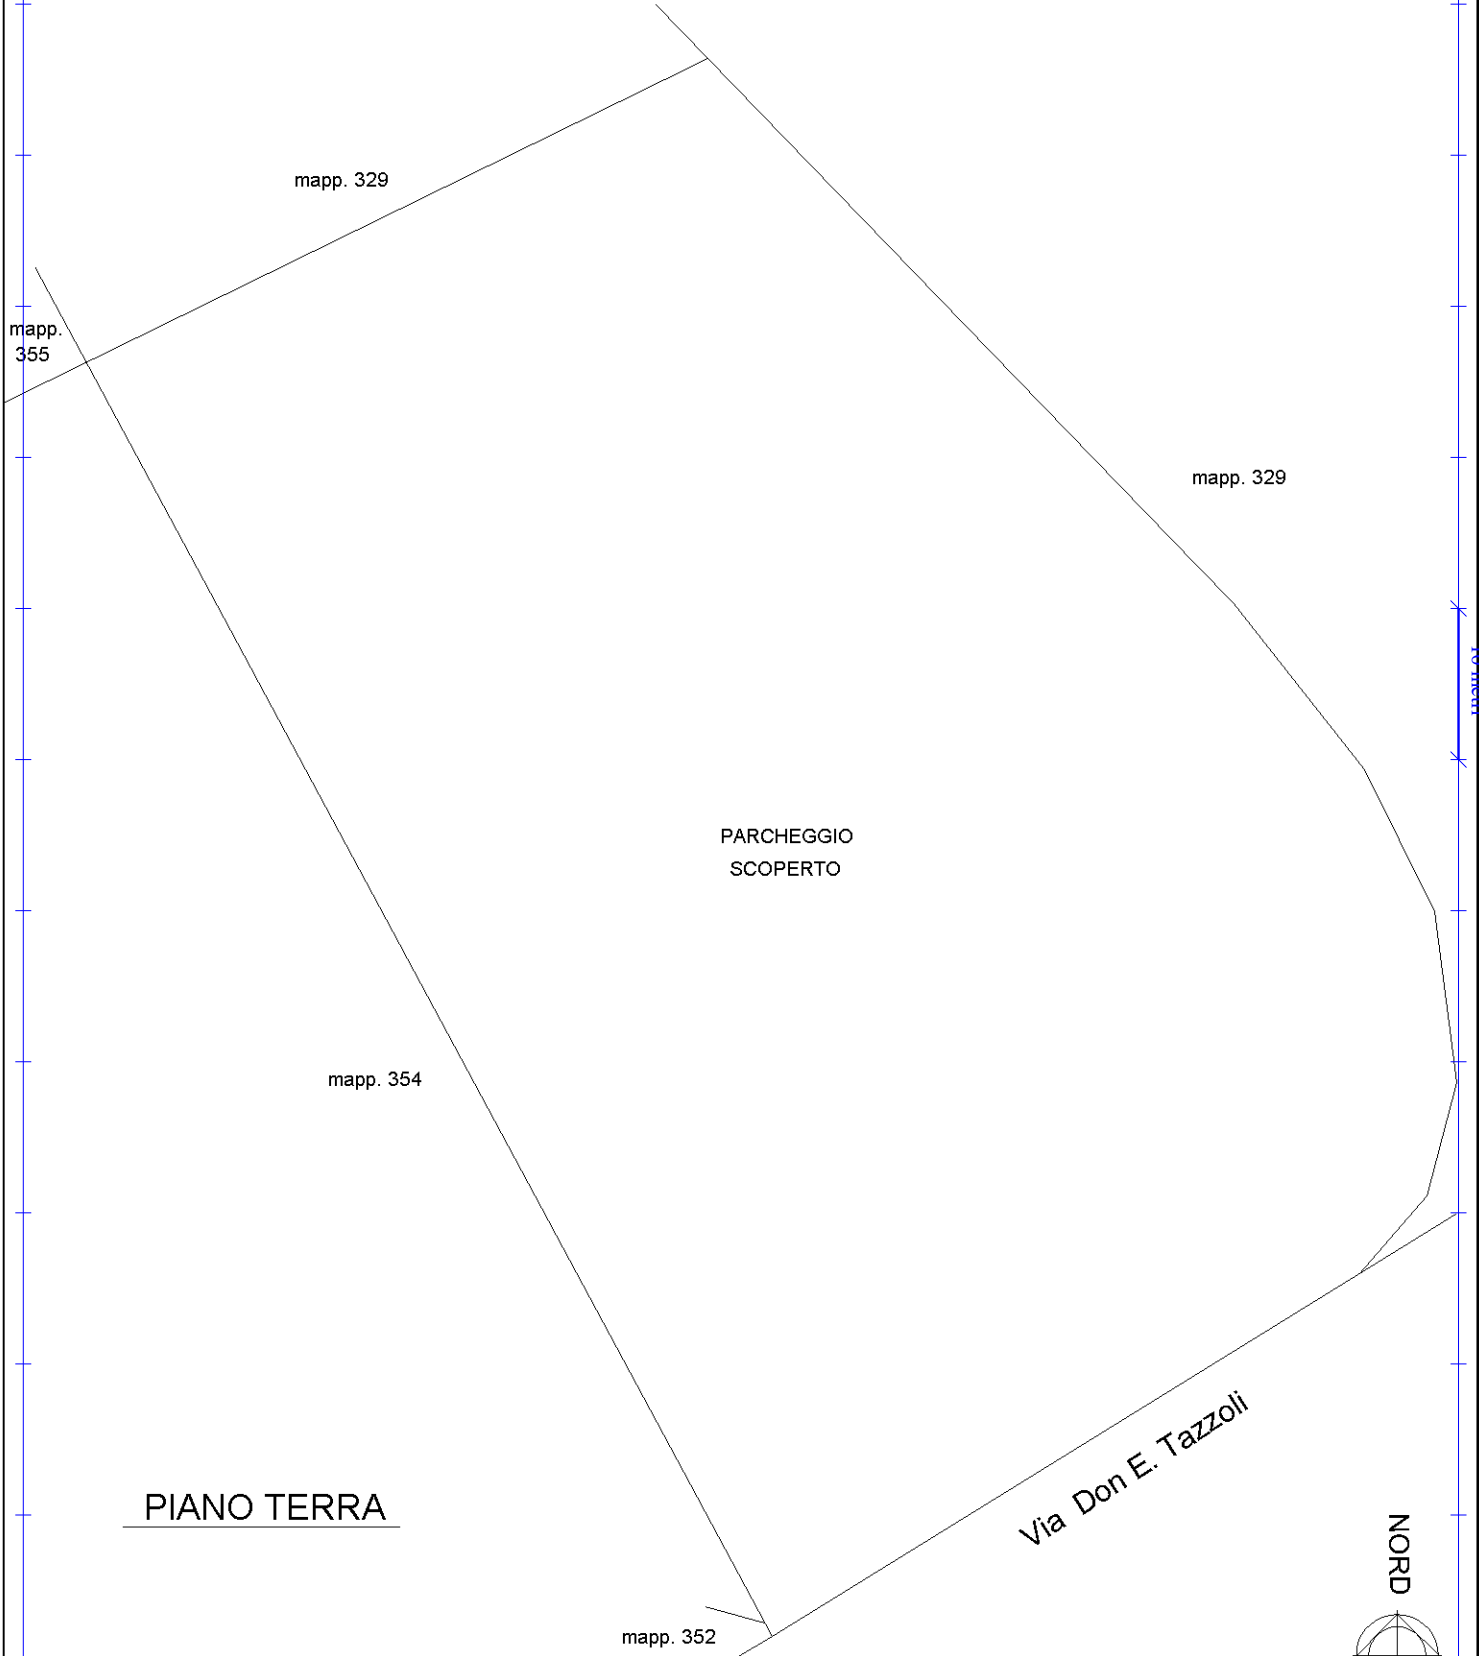 mapp. 329
mapp.
355
mapp. 329
PARCHEGGIO
SCOPERTO
mapp. 354
Via Don E. Tazzoli
PIANO TERRA
NORD
mapp. 352